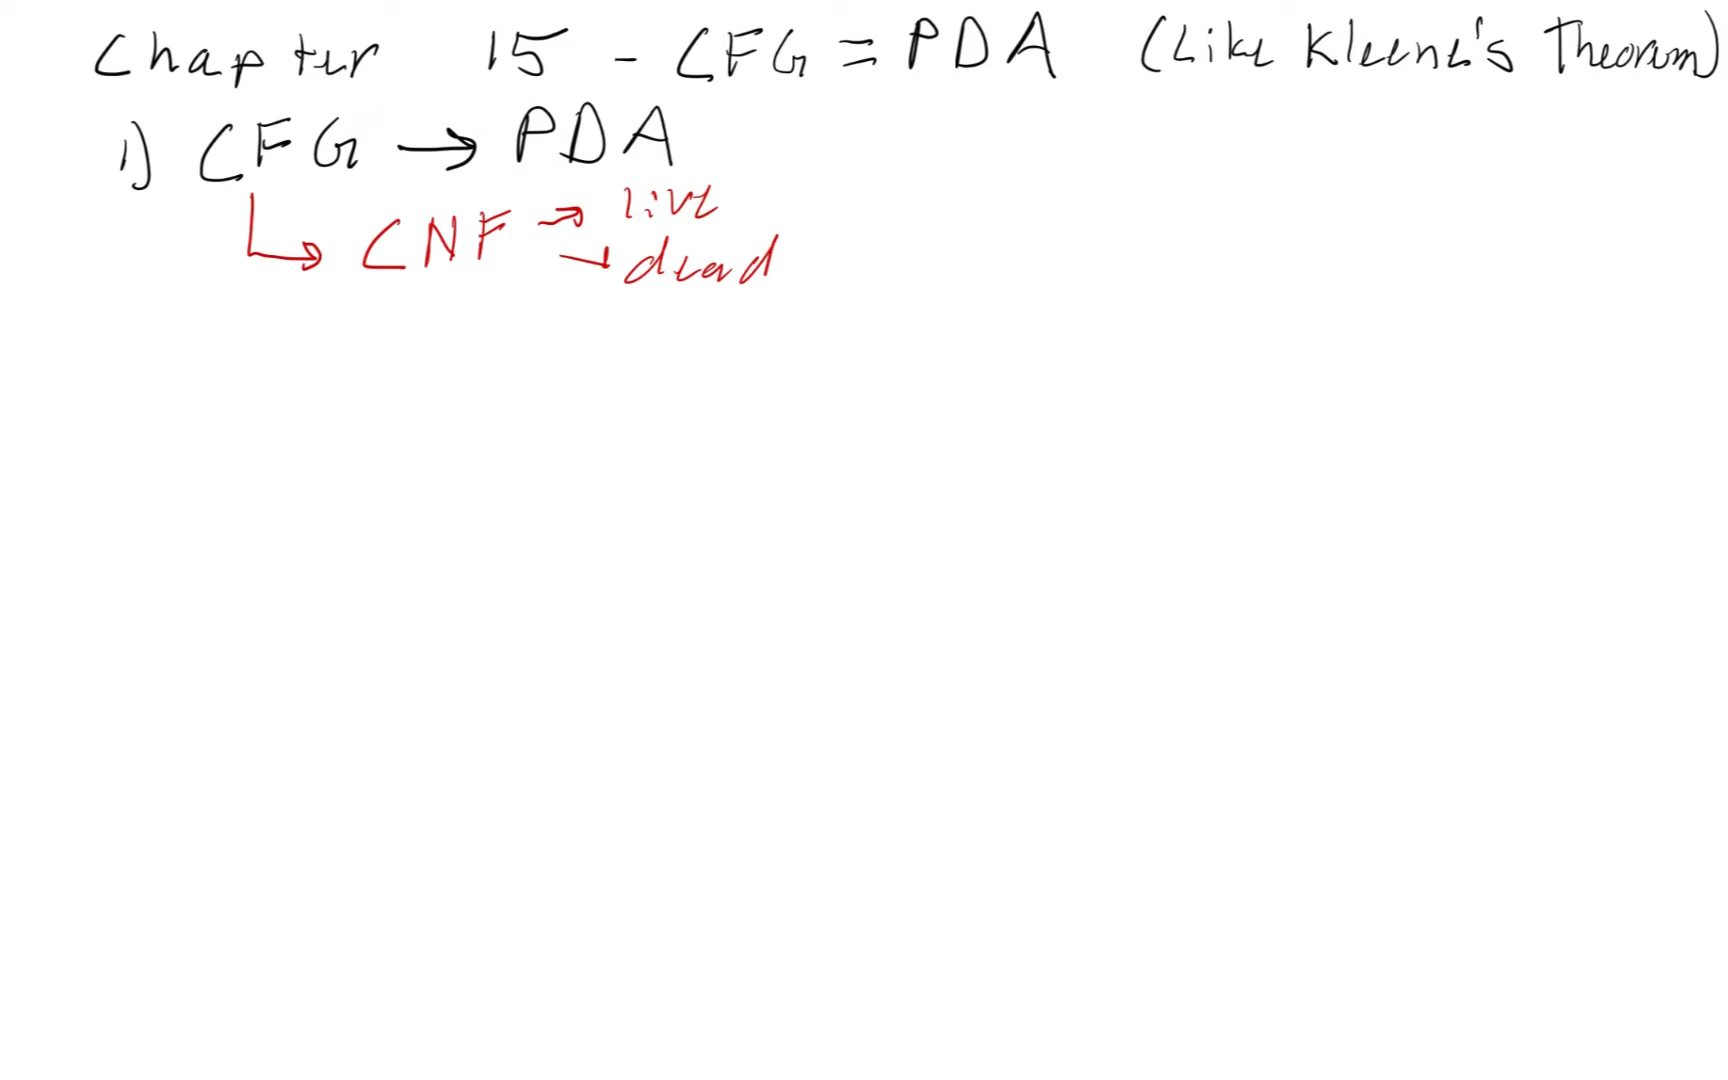 Chapter 15 - CFG = PDA (Like Kleene's Theorem)
1) CFG → PDA
↳ CNF → live
→ dead